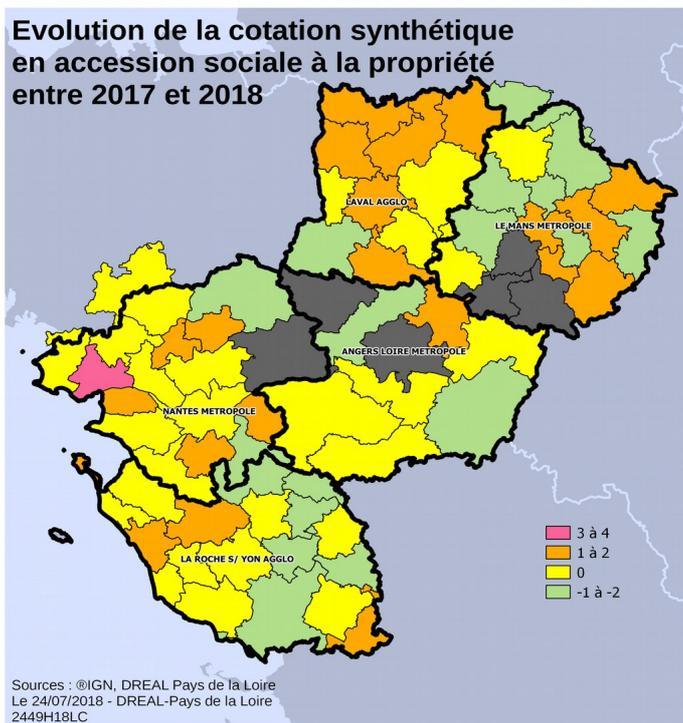 Evolution de la cotation synthétique
en accession sociale à la propriété
entre 2017 et 2018
LAVAL AGGLO
LE MANS METROPOLE
ANGERS LOIRE METROPOLE
NANTES METROPOLE
LA ROCHE S/ YON AGGLO
3 à 4
1 à 2
0
-1 à -2
Sources : ®IGN, DREAL Pays de la Loire
Le 24/07/2018 - DREAL-Pays de la Loire
2449H18LC